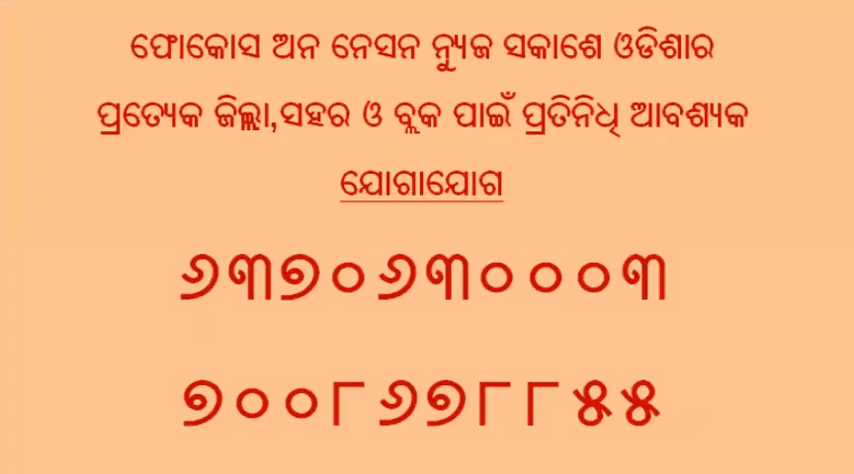 ଫୋକୋସ ଅନ ନେସନ ନ୍ୟୁଜ ସକାଶେ ଓଡିଶାର
ପ୍ରତ୍ୟେକ ଜିଲ୍ଲା,ସହର ଓ ବ୍ଲକ ପାଇଁ ପ୍ରତିନିଧି ଆବଶ୍ୟକ
ଯୋଗାଯୋଗ
୬୩୭୦୬୩୦୦୦୩
୭୦୦୮୬୭୮୮୫୫